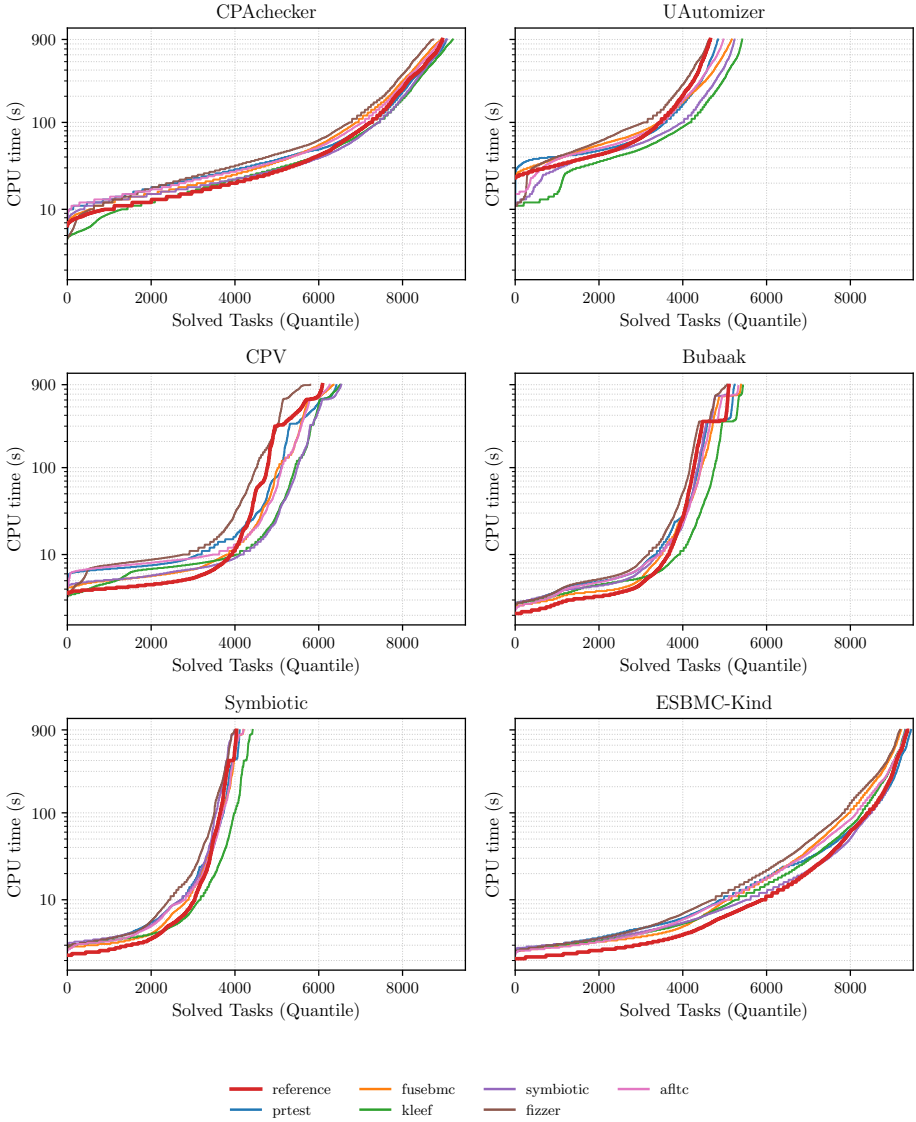 CPAchecker
CPU time (s)
900
100
10
0 2000 4000 6000 8000
Solved Tasks (Quantile)
UAutomizer
CPU time (s)
900
100
10
0 2000 4000 6000 8000
Solved Tasks (Quantile)
CPV
CPU time (s)
900
100
10
0 2000 4000 6000 8000
Solved Tasks (Quantile)
Bubaak
CPU time (s)
900
100
10
0 2000 4000 6000 8000
Solved Tasks (Quantile)
Symbiotic
CPU time (s)
900
100
10
0 2000 4000 6000 8000
Solved Tasks (Quantile)
ESBMC-Kind
CPU time (s)
900
100
10
0 2000 4000 6000 8000
Solved Tasks (Quantile)
reference fusebmc symbiotic afltc
prtest kleef fizzer